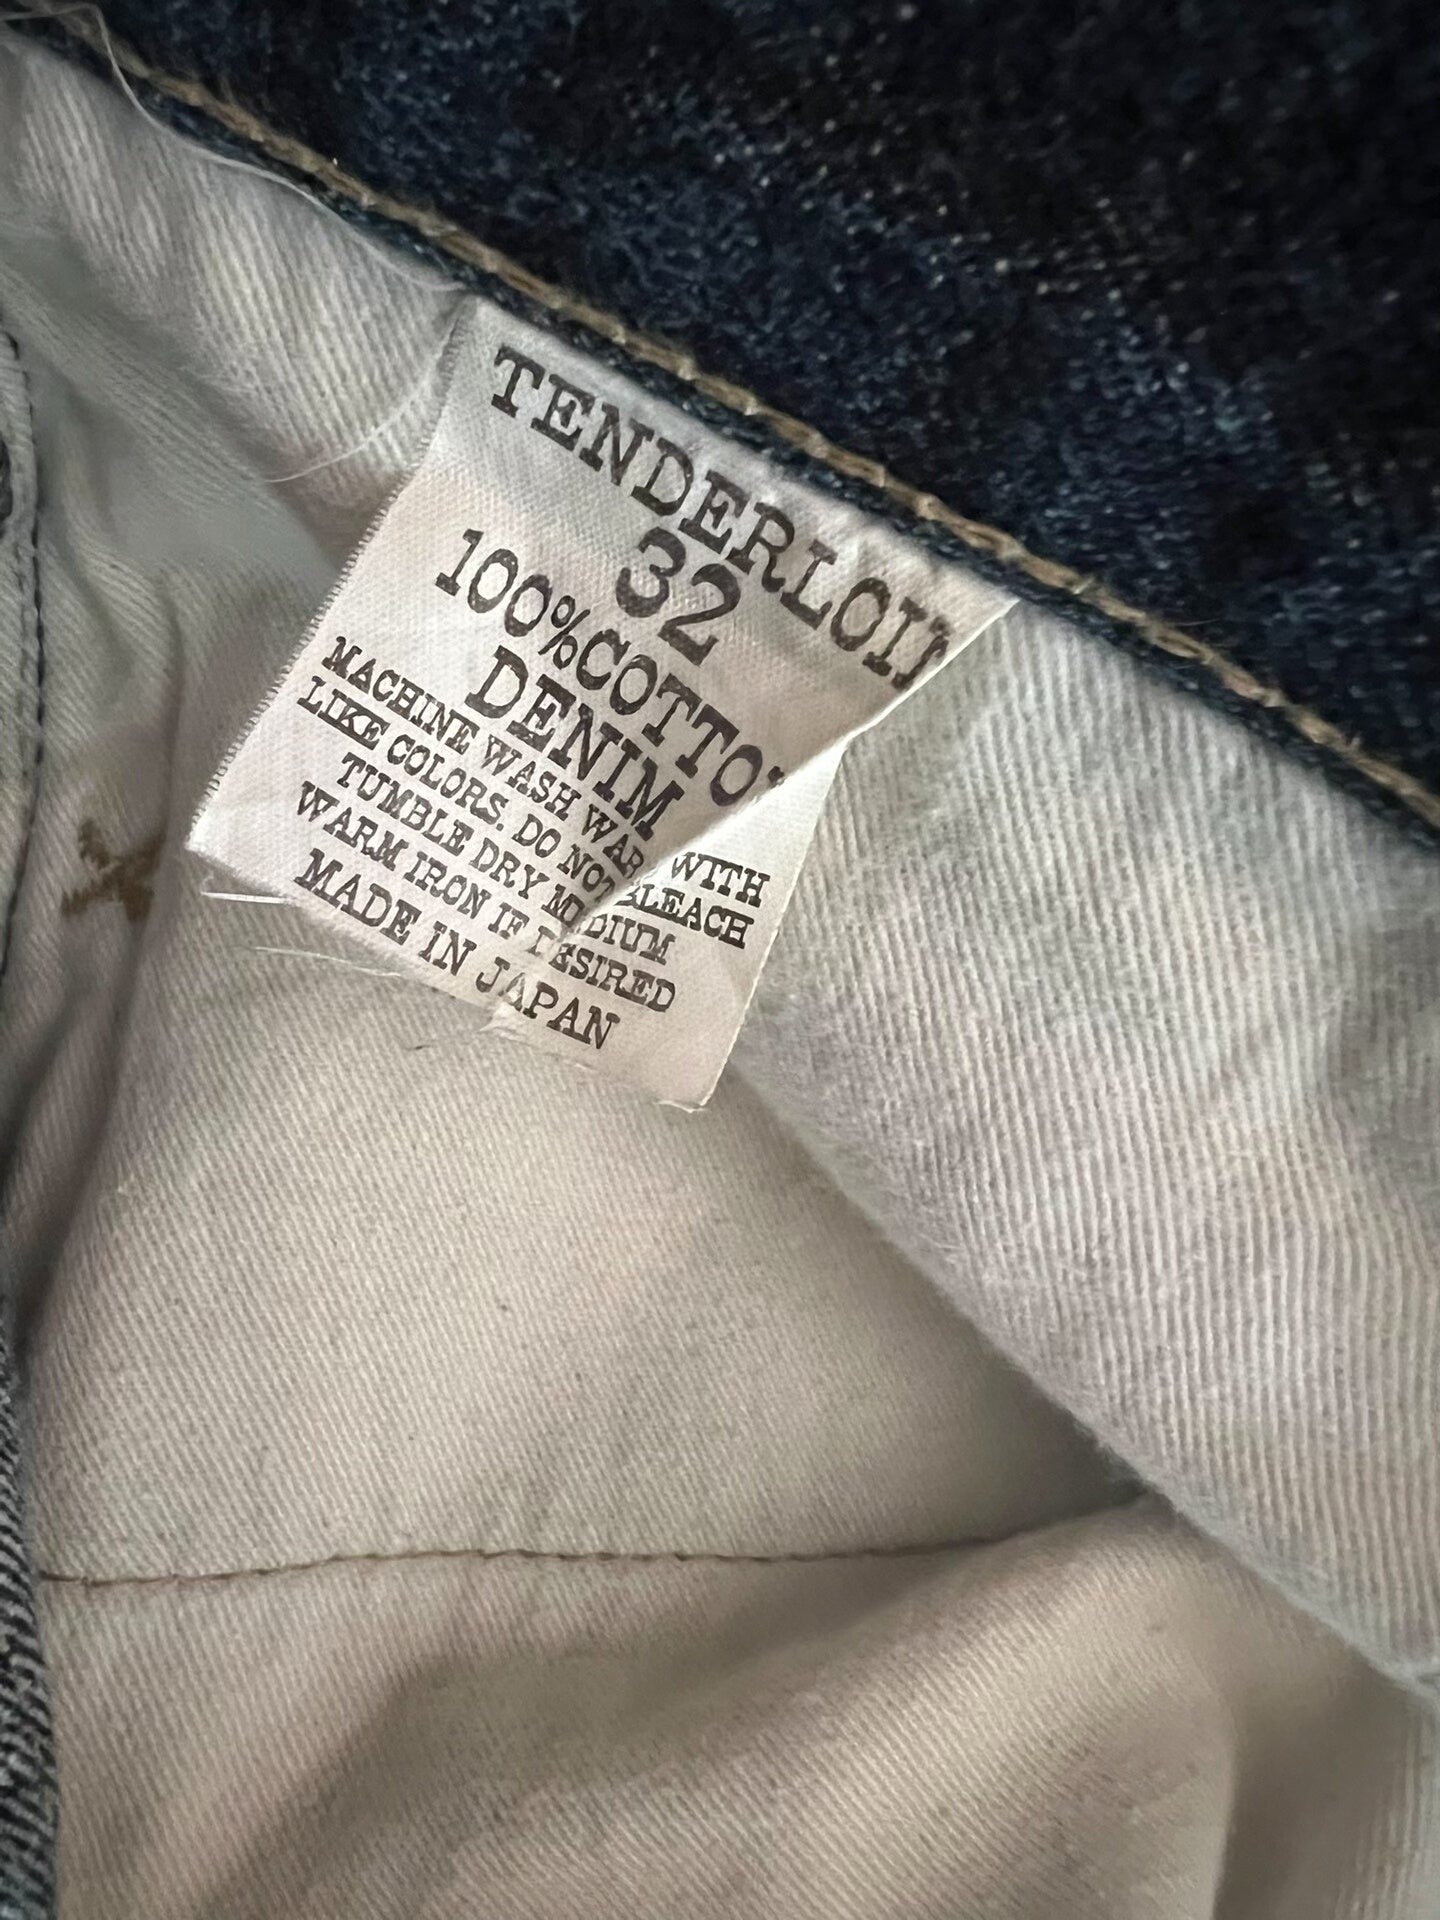 TENDERLOIN
32
100%COTTON
DENIM
MACHINE WASH WARM WITH
LIKE COLORS. DO NOT BLEACH
TUMBLE DRY MEDIUM
WARM IRON IF DESIRED
MADE IN JAPAN